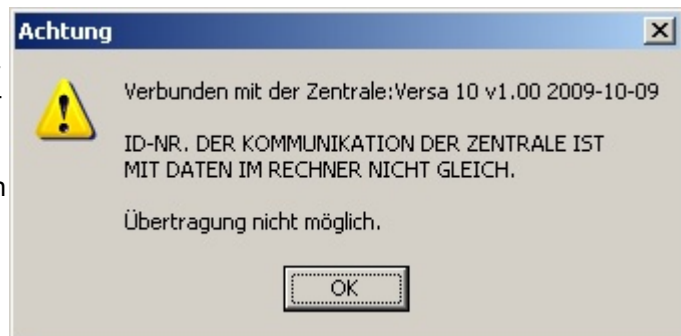 Achtung
Verbunden mit der Zentrale:Versa 10 v1.00 2009-10-09
ID-NR. DER KOMMUNIKATION DER ZENTRALE IST
MIT DATEN IM RECHNER NICHT GLEICH.
Übertragung nicht möglich.
OK